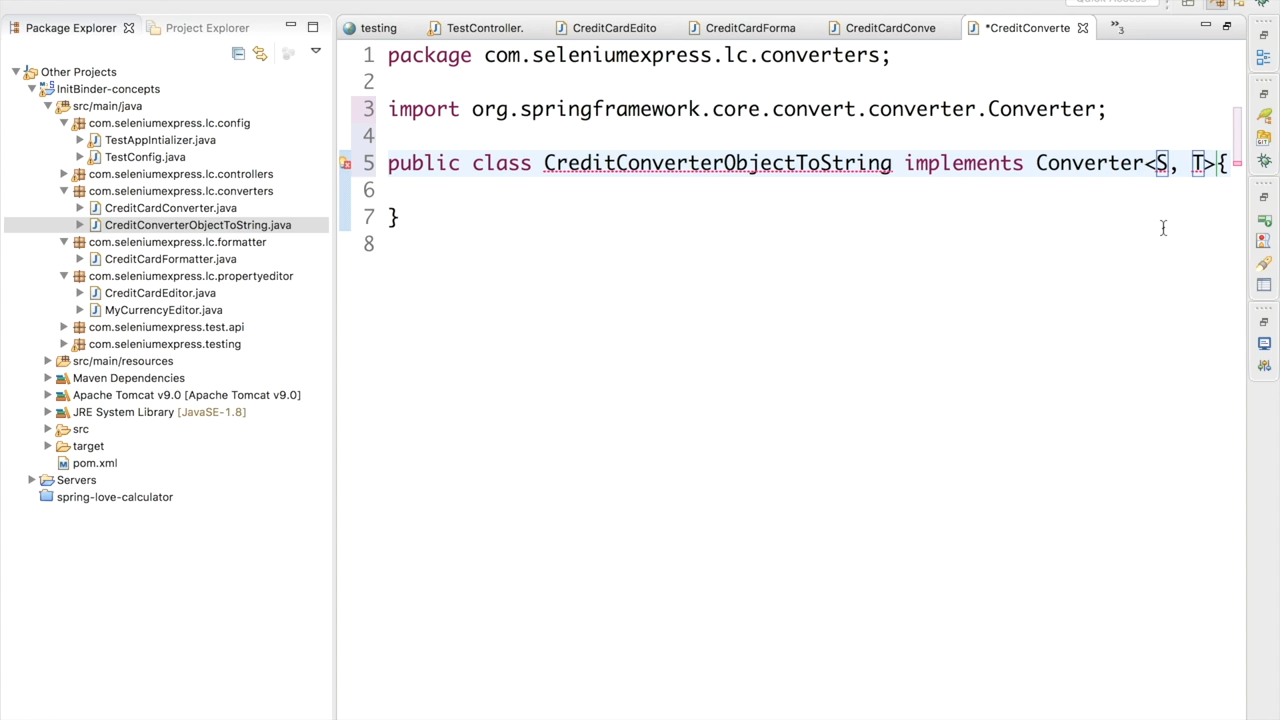 Quick Access
Package Explorer
Project Explorer
testing
TestController.
CreditCardEdito
CreditCardForma
CreditCardConve
*CreditConverte
»3
Other Projects
InitBinder-concepts
src/main/java
com.seleniumexpress.lc.config
TestAppIntializer.java
TestConfig.java
com.seleniumexpress.lc.controllers
com.seleniumexpress.lc.converters
CreditCardConverter.java
CreditConverterObjectToString.java
com.seleniumexpress.lc.formatter
CreditCardFormatter.java
com.seleniumexpress.lc.propertyeditor
CreditCardEditor.java
MyCurrencyEditor.java
com.seleniumexpress.test.api
com.seleniumexpress.testing
src/main/resources
Maven Dependencies
Apache Tomcat v9.0 [Apache Tomcat v9.0]
JRE System Library [JavaSE-1.8]
src
target
pom.xml
Servers
spring-love-calculator
1 package com.seleniumexpress.lc.converters;
2
3 import org.springframework.core.convert.converter.Converter;
4
5 public class CreditConverterObjectToString implements Converter<S, T>{
6
7 }
8